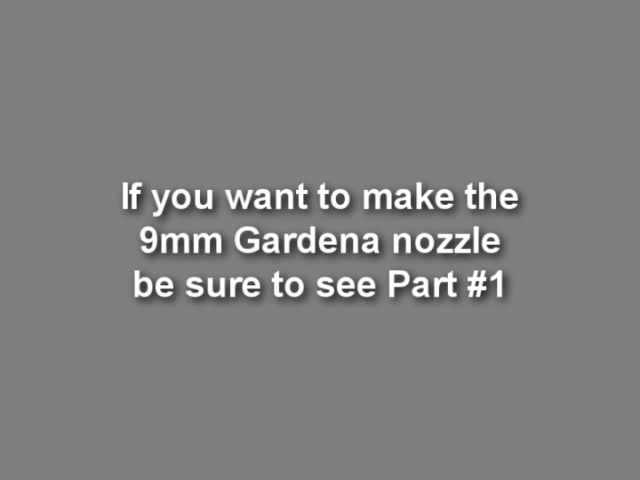 If you want to make the
9mm Gardena nozzle
be sure to see Part #1